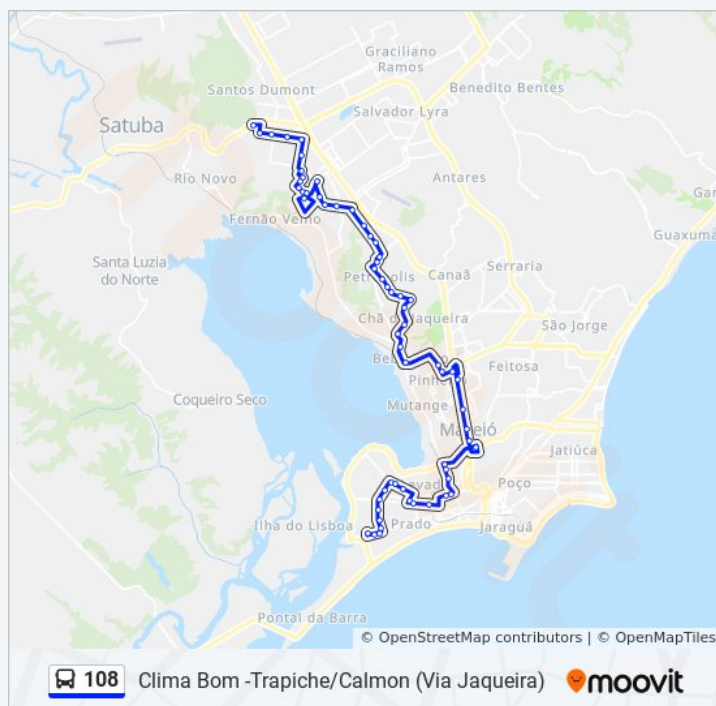 Graciliano
Ramos
Santos Dumont
Benedito Bentes
Salvador Lyra
Satuba
Rio Novo
Antares
Fernão Velho
Guaxuma
Santa Luzia
do Norte
Petrópolis
Canaã
Serraria
Chã da Jaqueira
São Jorge
Feitosa
Pinheiro
Coqueiro Seco
Mutange
Maceió
Jatiúca
Poço
Ilha do Lisboa
Prado
Jaraguá
Pontal da Barra
© OpenStreetMap contributors | © OpenMapTiles
108 Clima Bom -Trapiche/Calmon (Via Jaqueira) moovit